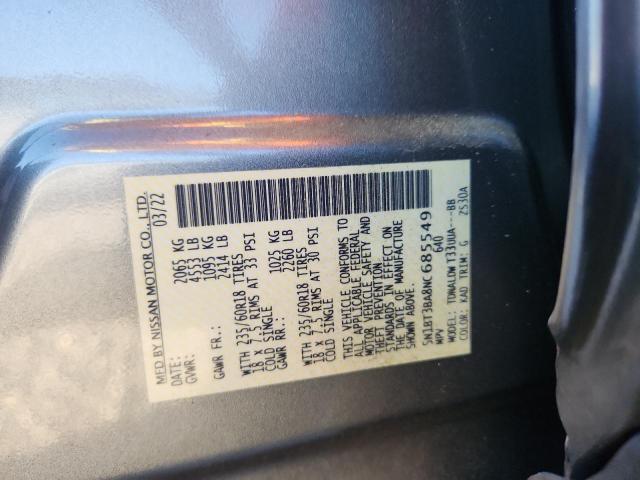 MFD BY NISSAN MOTOR CO., LTD.
03/22
GVWR: 2065 KG
4553 LB
GAWR FR.: 1095 KG
2414 LB
WITH 235/60R18 TIRES
18 x 7.5 RIMS AT 33 PSI
COLD SINGLE
GAWR RR.: 1025 KG
2260 LB
WITH 235/60R18 TIRES
18 x 7.5 RIMS AT 30 PSI
COLD SINGLE
THIS VEHICLE CONFORMS TO
ALL APPLICABLE FEDERAL
MOTOR VEHICLE SAFETY AND
THEFT PREVENTION
STANDARDS IN EFFECT ON
THE DATE OF MANUFACTURE
SHOWN ABOVE.
5N1BT3BA8NC685549
MPV 640
MODEL: TDWALDW T33UUA---BB
COLOR: KAD TRIM: G ZS30A